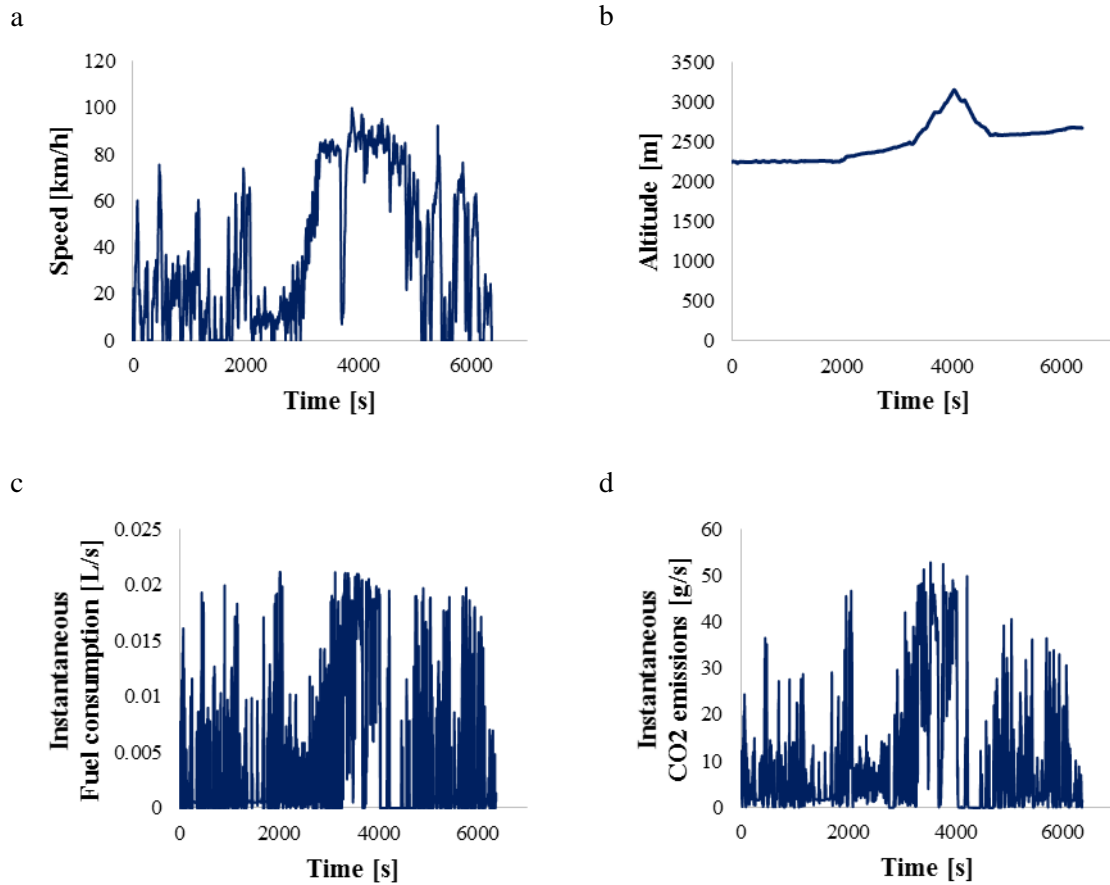 a
b
120
100
80
60
40
20
0
Speed [km/h]
0 2000 4000 6000
Time [s]
3500
3000
2500
2000
1500
1000
500
0
Altitude [m]
0 2000 4000 6000
Time [s]
c
d
0.025
0.02
0.015
0.01
0.005
0
Instantaneous
Fuel consumption [L/s]
0 2000 4000 6000
Time [s]
60
50
40
30
20
10
0
Instantaneous
CO2 emissions [g/s]
0 2000 4000 6000
Time [s]